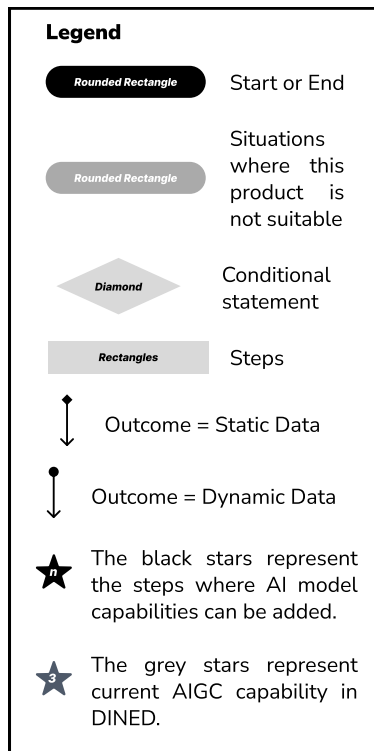 Legend
Rounded Rectangle
Start or End
Rounded Rectangle
Situations
where this
product is
not suitable
Diamond
Conditional
statement
Rectangles
Steps
Outcome = Static Data
Outcome = Dynamic Data
n
The black stars represent
the steps where AI model
capabilities can be added.
3
The grey stars represent
current AIGC capability in
DINED.